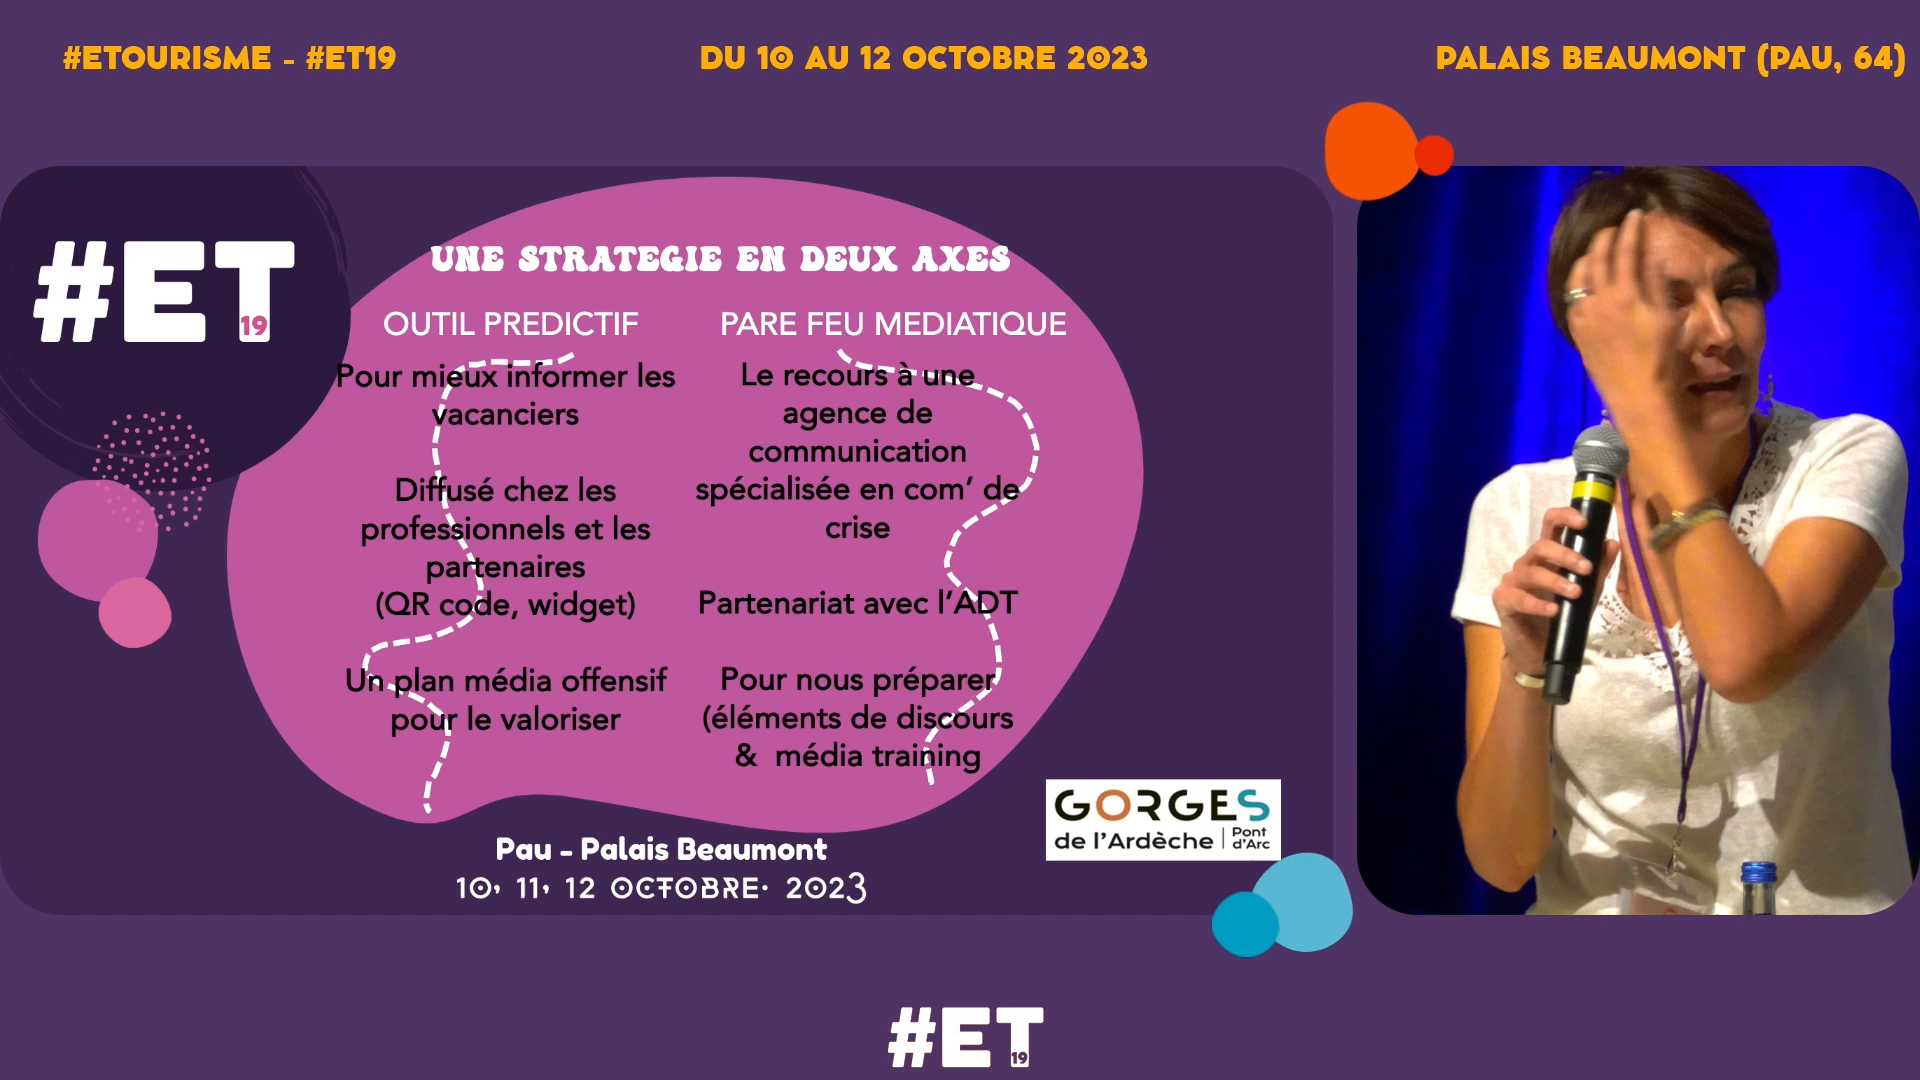 #ETOURISME - #ET19
DU 10 AU 12 OCTOBRE 2023
PALAIS BEAUMONT (PAU, 64)
#ET
19
UNE STRATEGIE EN DEUX AXES
OUTIL PREDICTIF
Pour mieux informer les
vacanciers
Diffusé chez les
professionnels et les
partenaires
(QR code, widget)
Un plan média offensif
pour le valoriser
PARE FEU MEDIATIQUE
Le recours à une
agence de
communication
spécialisée en com’ de
crise
Partenariat avec l’ADT
Pour nous préparer
(éléments de discours
& média training
GORGES
de l’Ardèche | Pont
d’Arc
Pau - Palais Beaumont
10, 11, 12 OCTOBRE. 2023
#ET
19